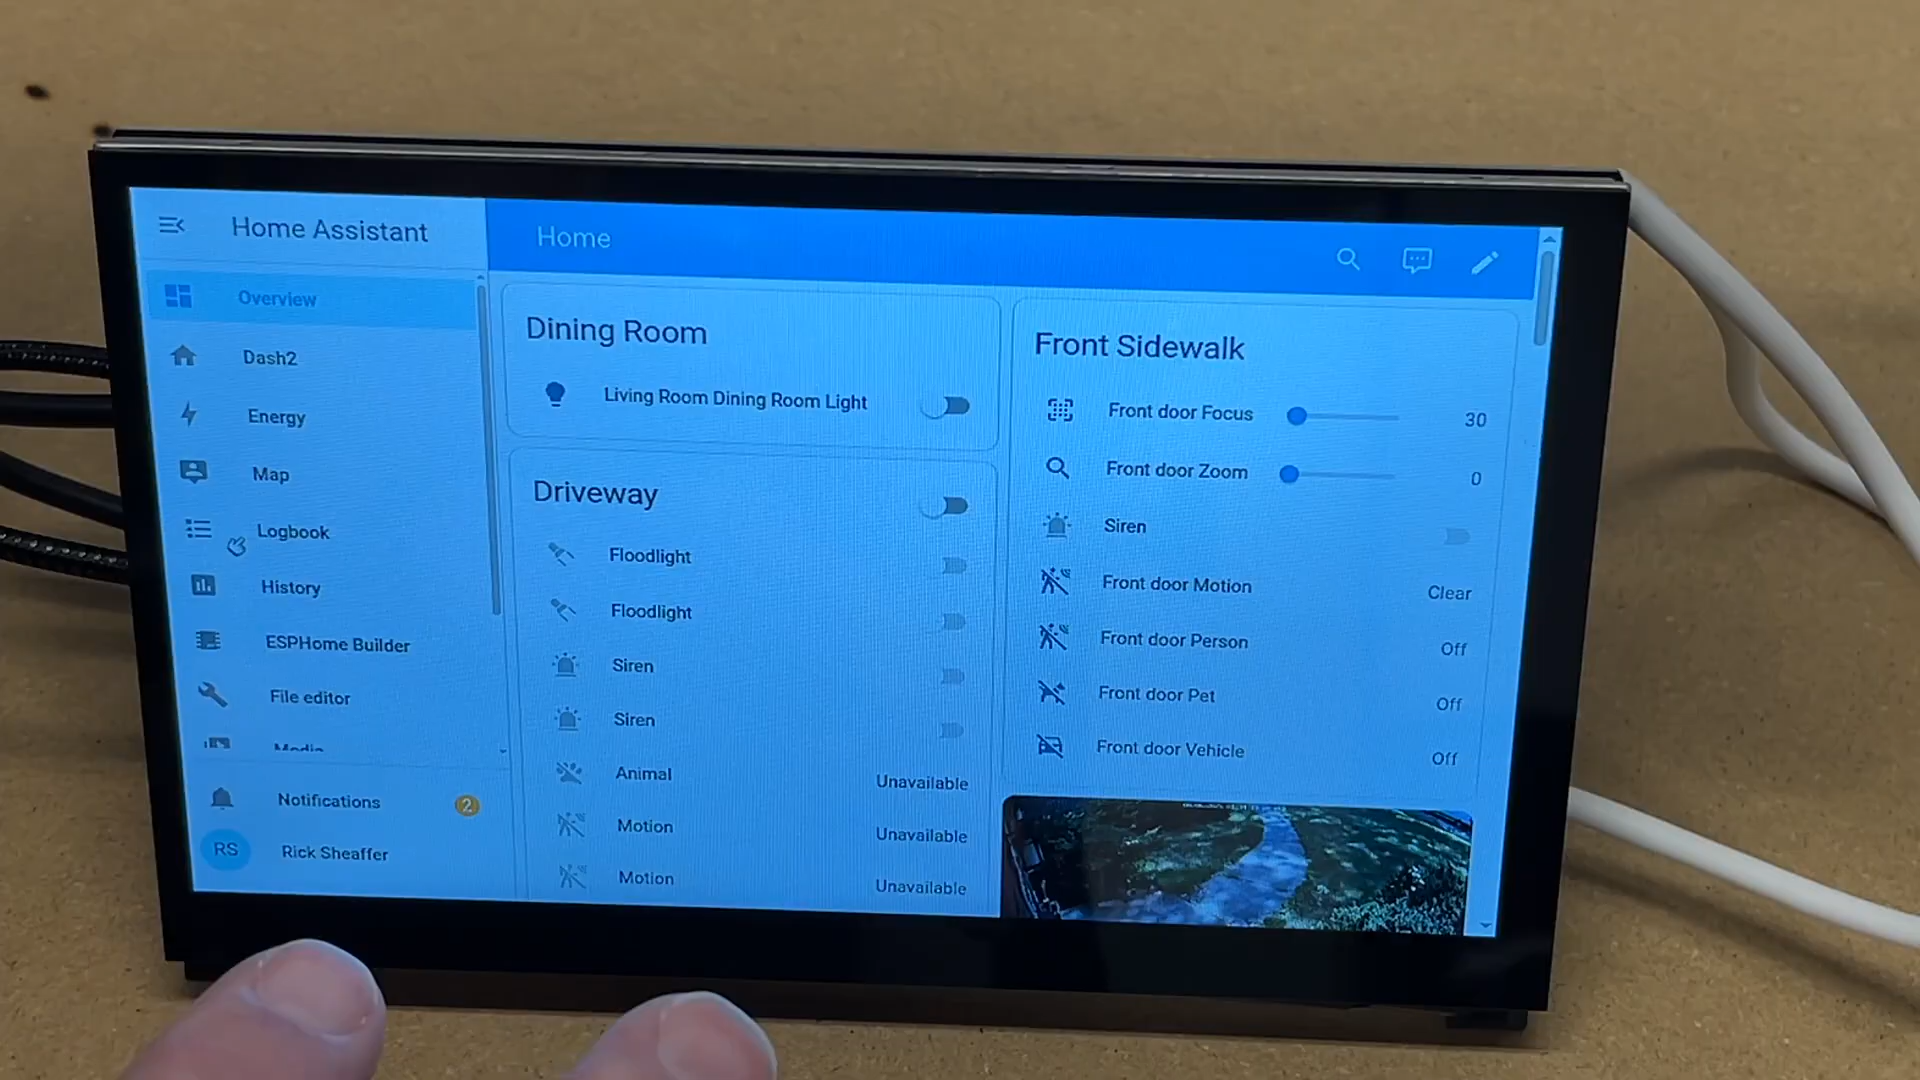 Home Assistant
Home
Overview
Dash2
Energy
Map
Logbook
History
ESPHome Builder
File editor
Media
Notifications
2
RS
Rick Sheaffer
Dining Room
Living Room Dining Room Light
Driveway
Floodlight
Floodlight
Siren
Siren
Animal Unavailable
Motion Unavailable
Motion Unavailable
Front Sidewalk
Front door Focus 30
Front door Zoom 0
Siren
Front door Motion Clear
Front door Person Off
Front door Pet Off
Front door Vehicle Off